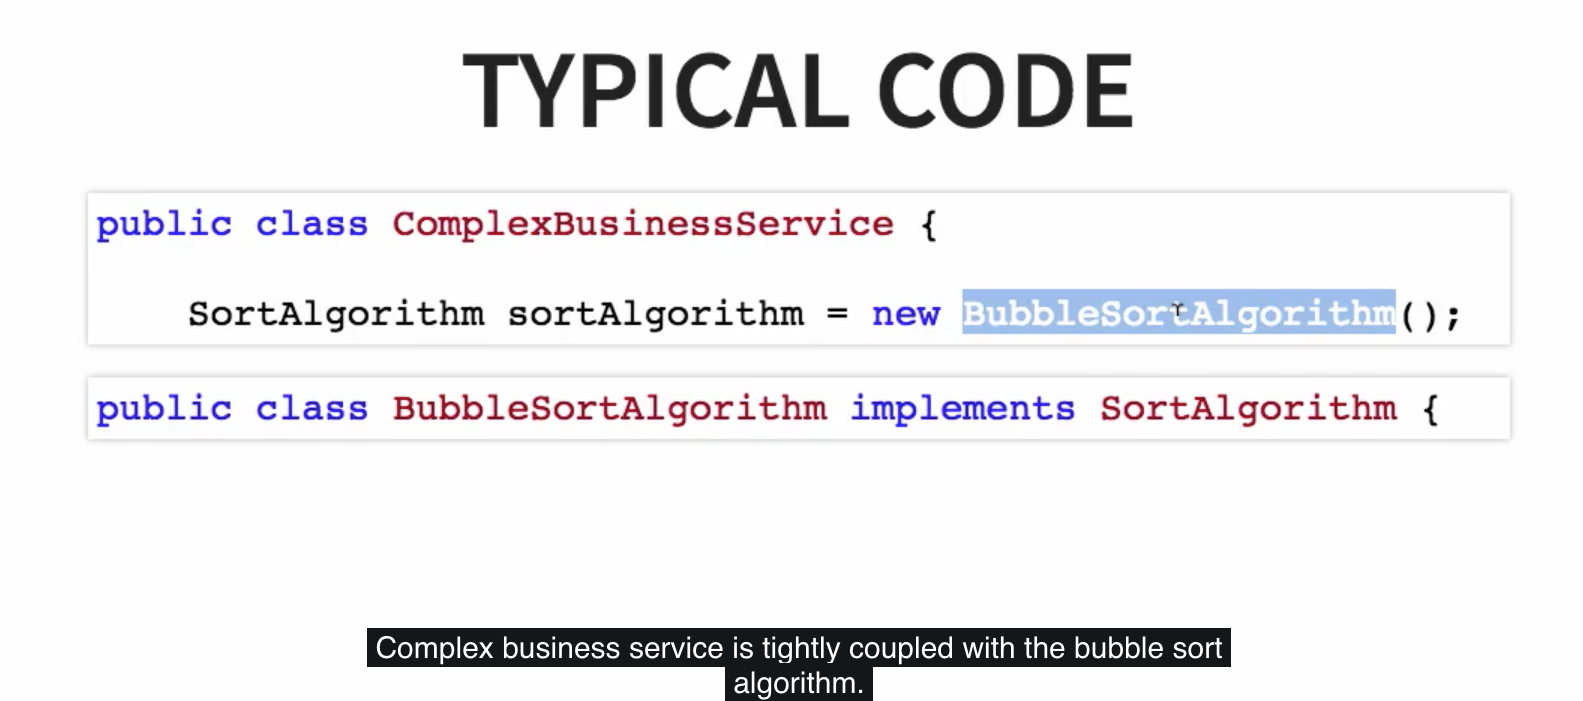 TYPICAL CODE
public class ComplexBusinessService {
SortAlgorithm sortAlgorithm = new BubbleSortAlgorithm();
public class BubbleSortAlgorithm implements SortAlgorithm {
Complex business service is tightly coupled with the bubble sort
algorithm.